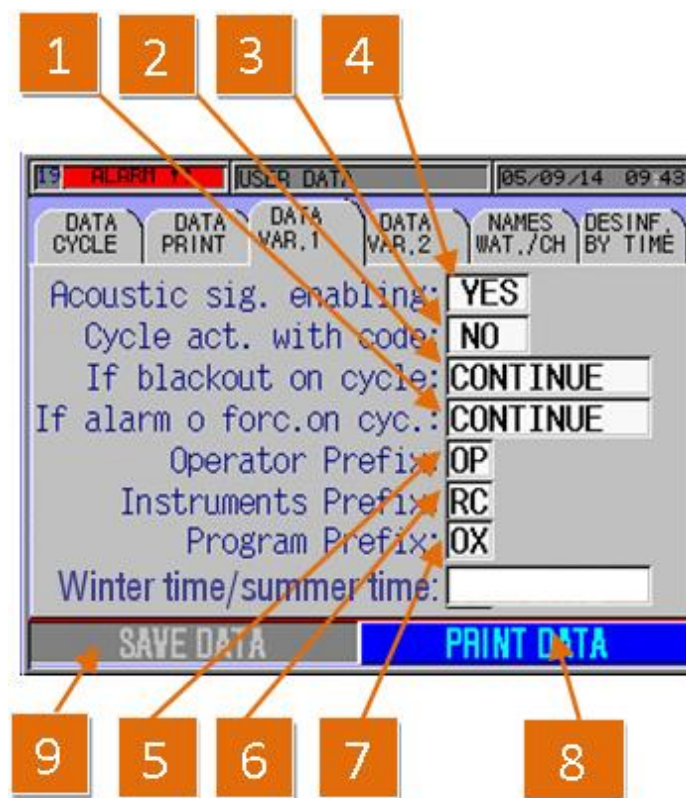 1 2 3 4
19 ALARM ! USER DATA 05/09/14 09:43
DATA CYCLE DATA PRINT DATA VAR.1 DATA VAR.2 NAMES WAT./CH DESINF. BY TIME
Acoustic sig. enabling: YES
Cycle act. with code: NO
If blackout on cycle: CONTINUE
If alarm o forc.on cyc.: CONTINUE
Operator Prefix: OP
Instruments Prefix: RC
Program Prefix: OX
Winter time/summer time:
SAVE DATA PRINT DATA
9 5 6 7 8